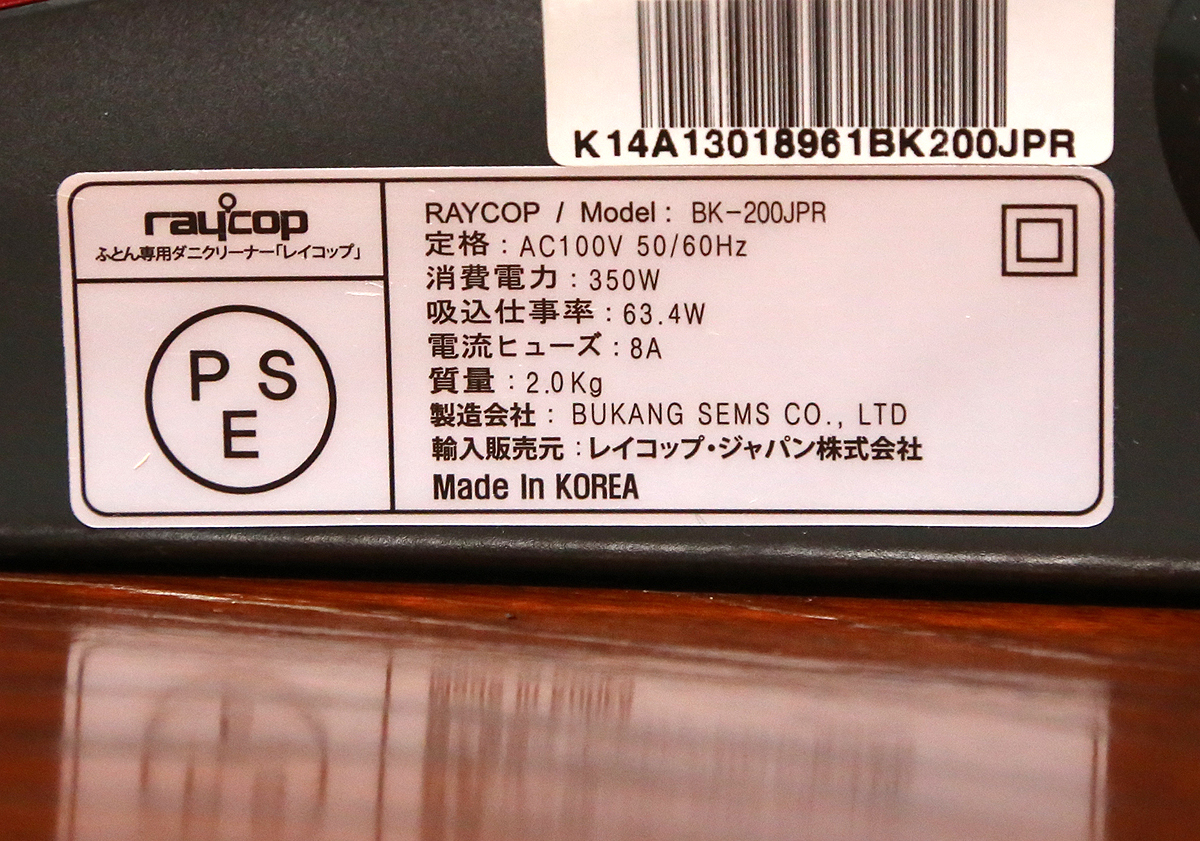 K14A13018961BK200JPR
raycop
ふとん専用ダニクリーナー「レイコップ」
P S
E
RAYCOP / Model : BK-200JPR
定格 : AC100V 50/60Hz
消費電力 : 350W
吸込仕事率 : 63.4W
電流ヒューズ : 8A
質量 : 2.0Kg
製造会社 : BUKANG SEMS CO., LTD
輸入販売元 : レイコップ・ジャパン株式会社
Made In KOREA